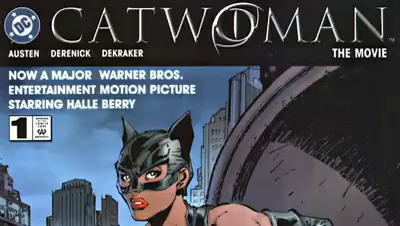 DC
CATWOMAN
AUSTEN DERENICK DEKRAKER
THE MOVIE
NOW A MAJOR WARNER BROS.
ENTERTAINMENT MOTION PICTURE
STARRING HALLE BERRY
1